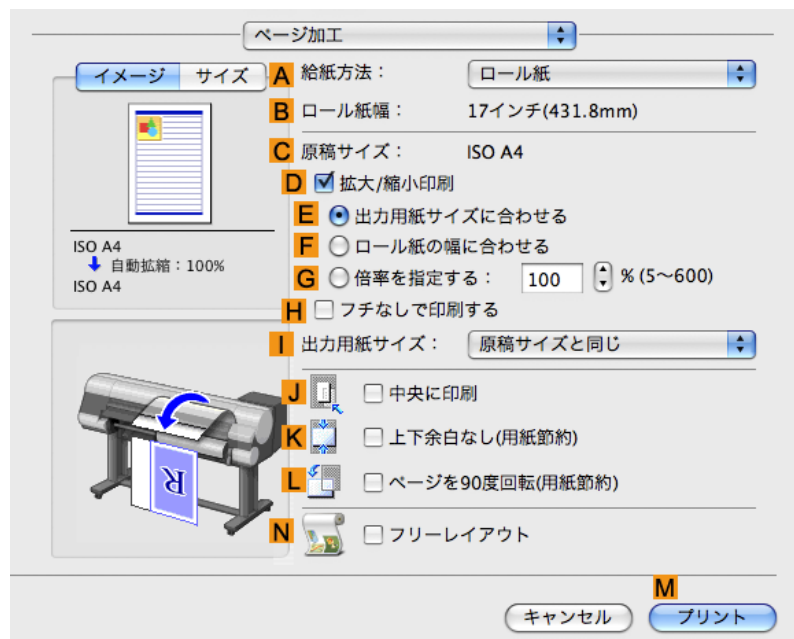 ページ加工
イメージ サイズ
A 給紙方法： ロール紙
B ロール紙幅： 17インチ(431.8mm)
C 原稿サイズ： ISO A4
D 拡大/縮小印刷
E 出力用紙サイズに合わせる
F ロール紙の幅に合わせる
G 倍率を指定する： 100 % (5～600)
ISO A4
自動拡縮：100%
ISO A4
H フチなしで印刷する
I 出力用紙サイズ： 原稿サイズと同じ
J 中央に印刷
K 上下余白なし(用紙節約)
L ページを90度回転(用紙節約)
R
N フリーレイアウト
M
キャンセル プリント